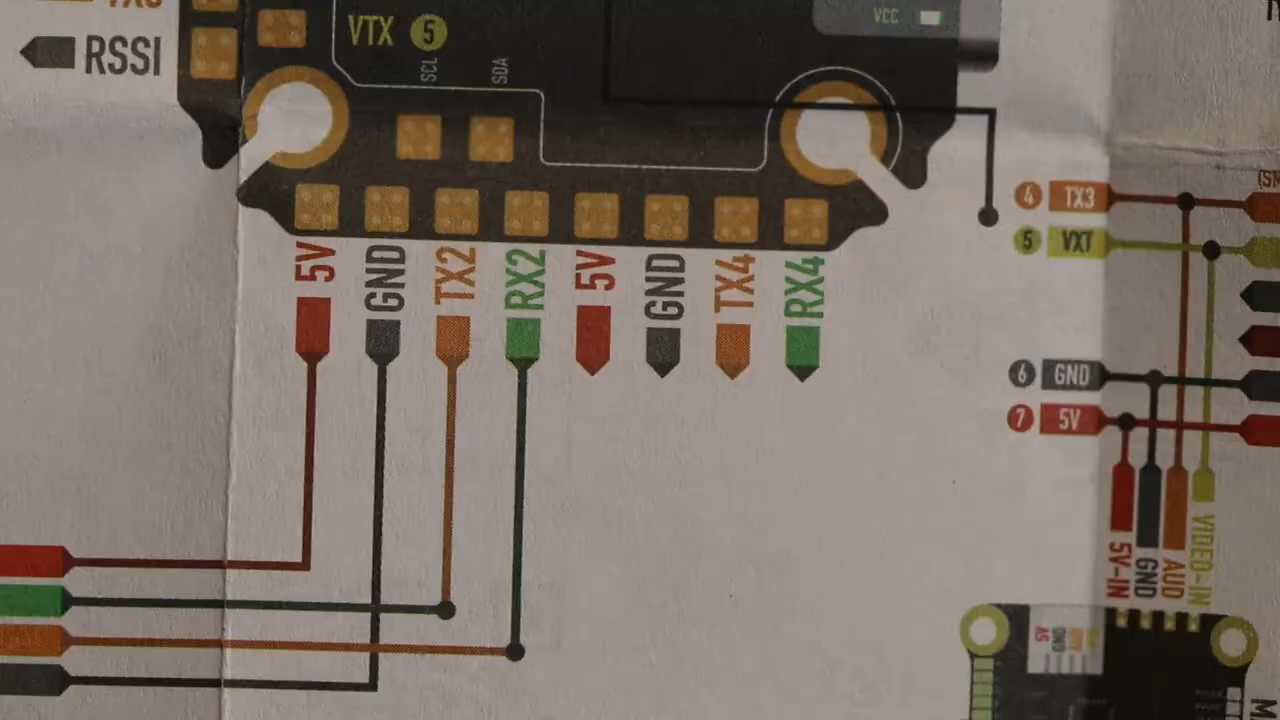 RSSI
VTX 5
SCL
SDA
VCC
5V
GND
TX2
RX2
5V
GND
TX4
RX4
4 TX3
5 VXT
6 GND
7 5V
5V-IN
GND
AUD
VIDEO-IN